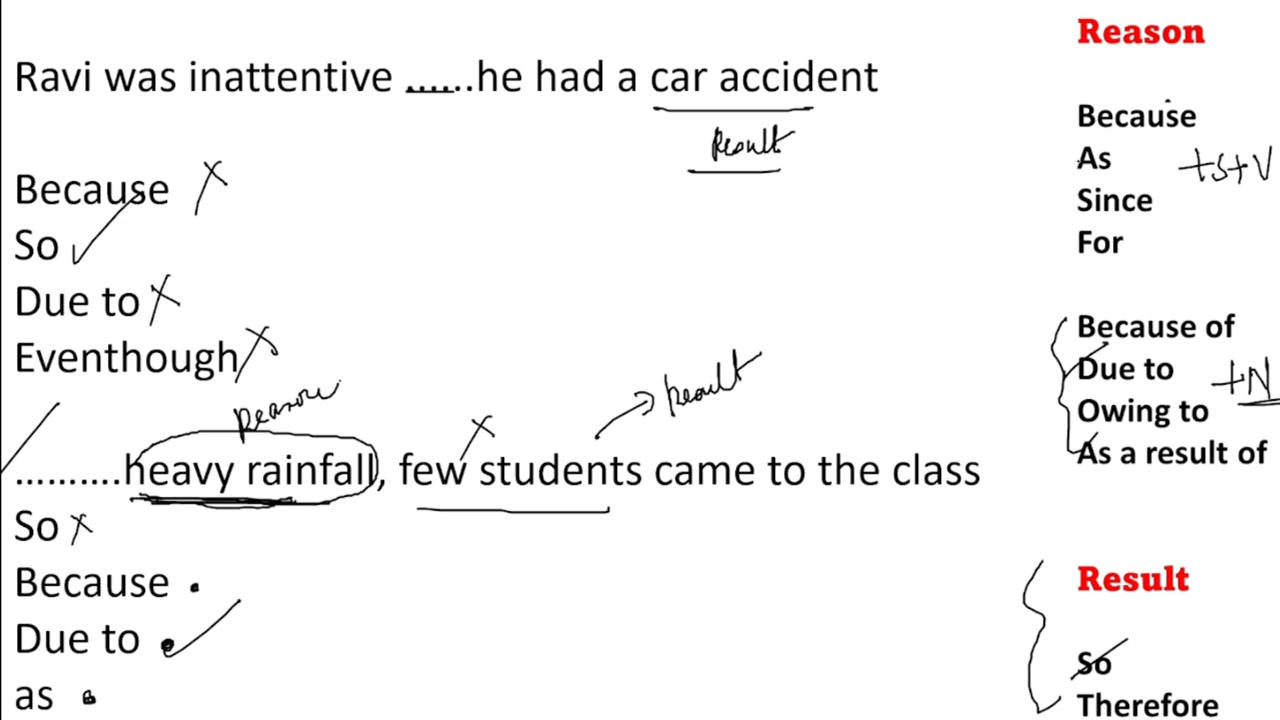 Ravi was inattentive ........he had a car accident
Result
Because X
So ✓
Due to X
Eventhough X
reason
Result
X
..........heavy rainfall, few students came to the class
So x
Because
Due to ✓
as
Reason
Because
As +S+V
Since
For
Because of
Due to +N
Owing to
As a result of
Result
So
Therefore